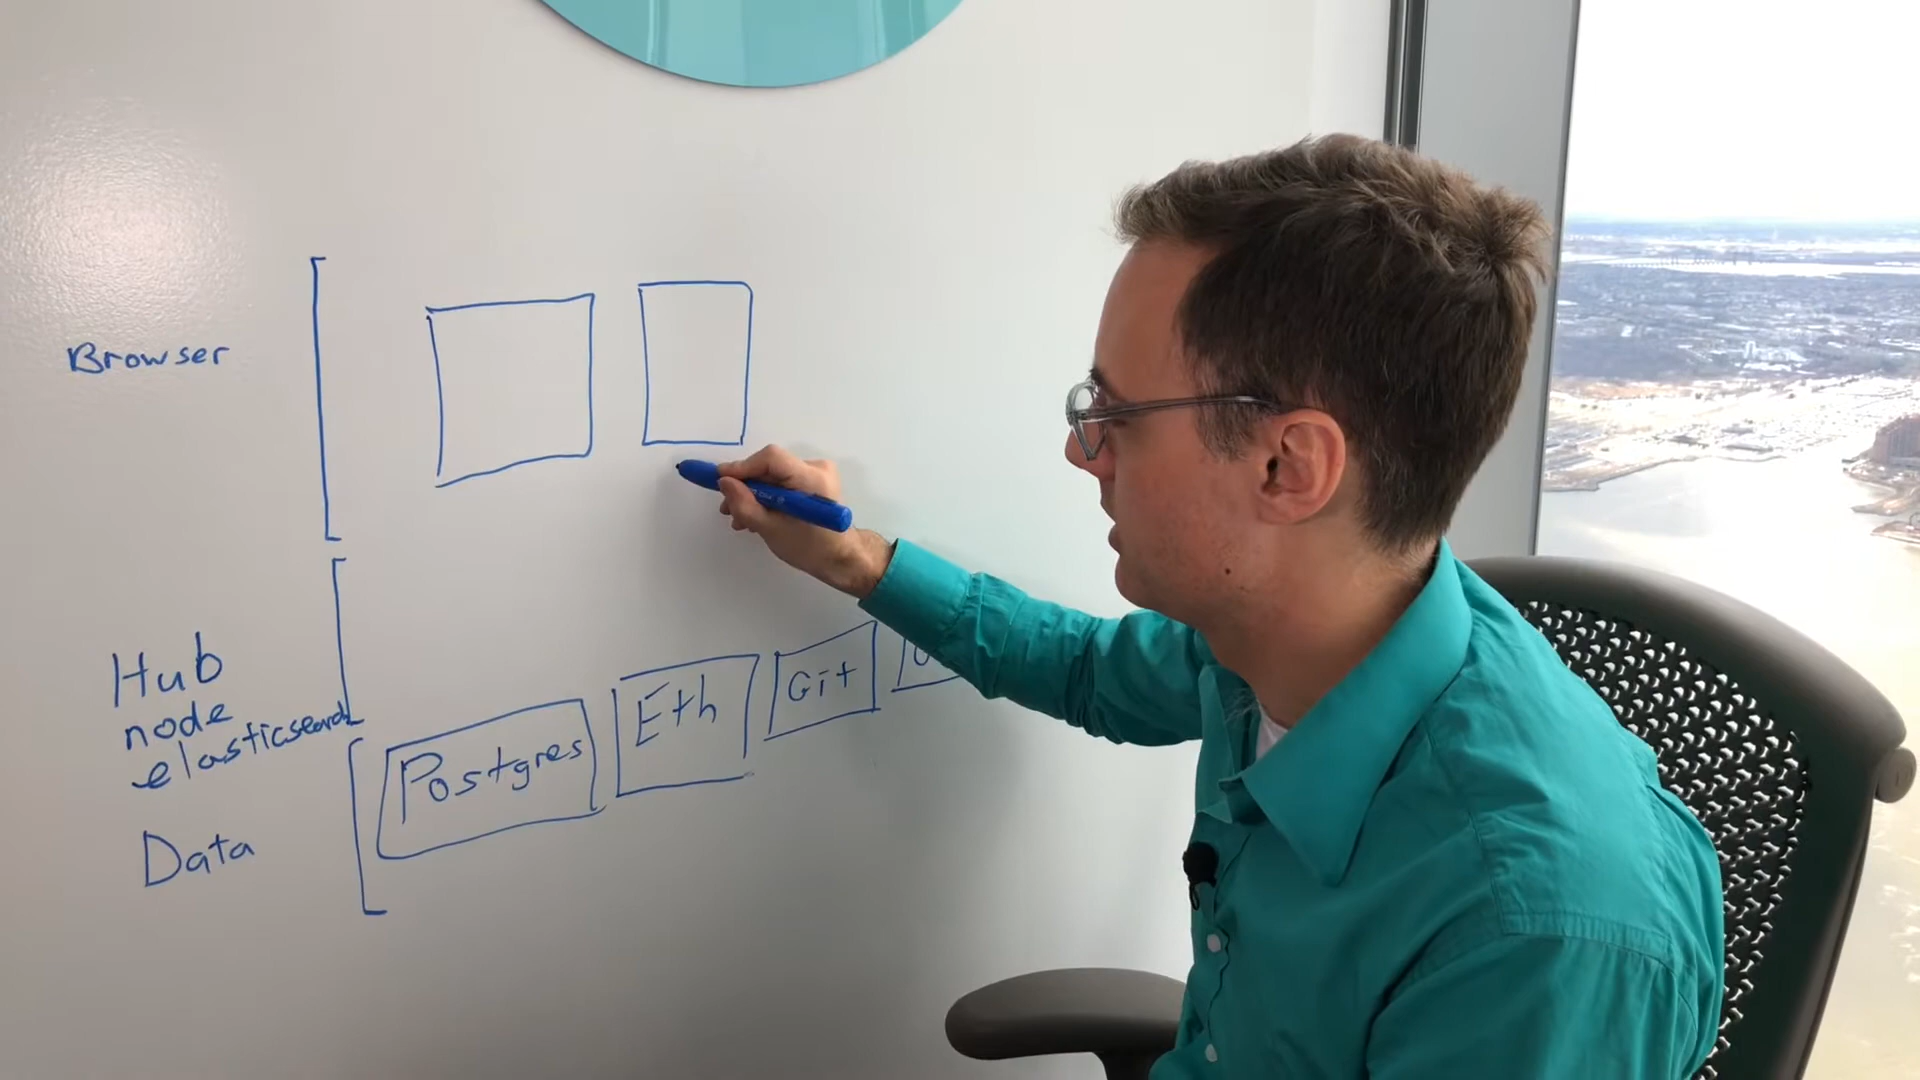 Browser
Hub
node
elasticsearch
Data
Postgres
Eth
Git